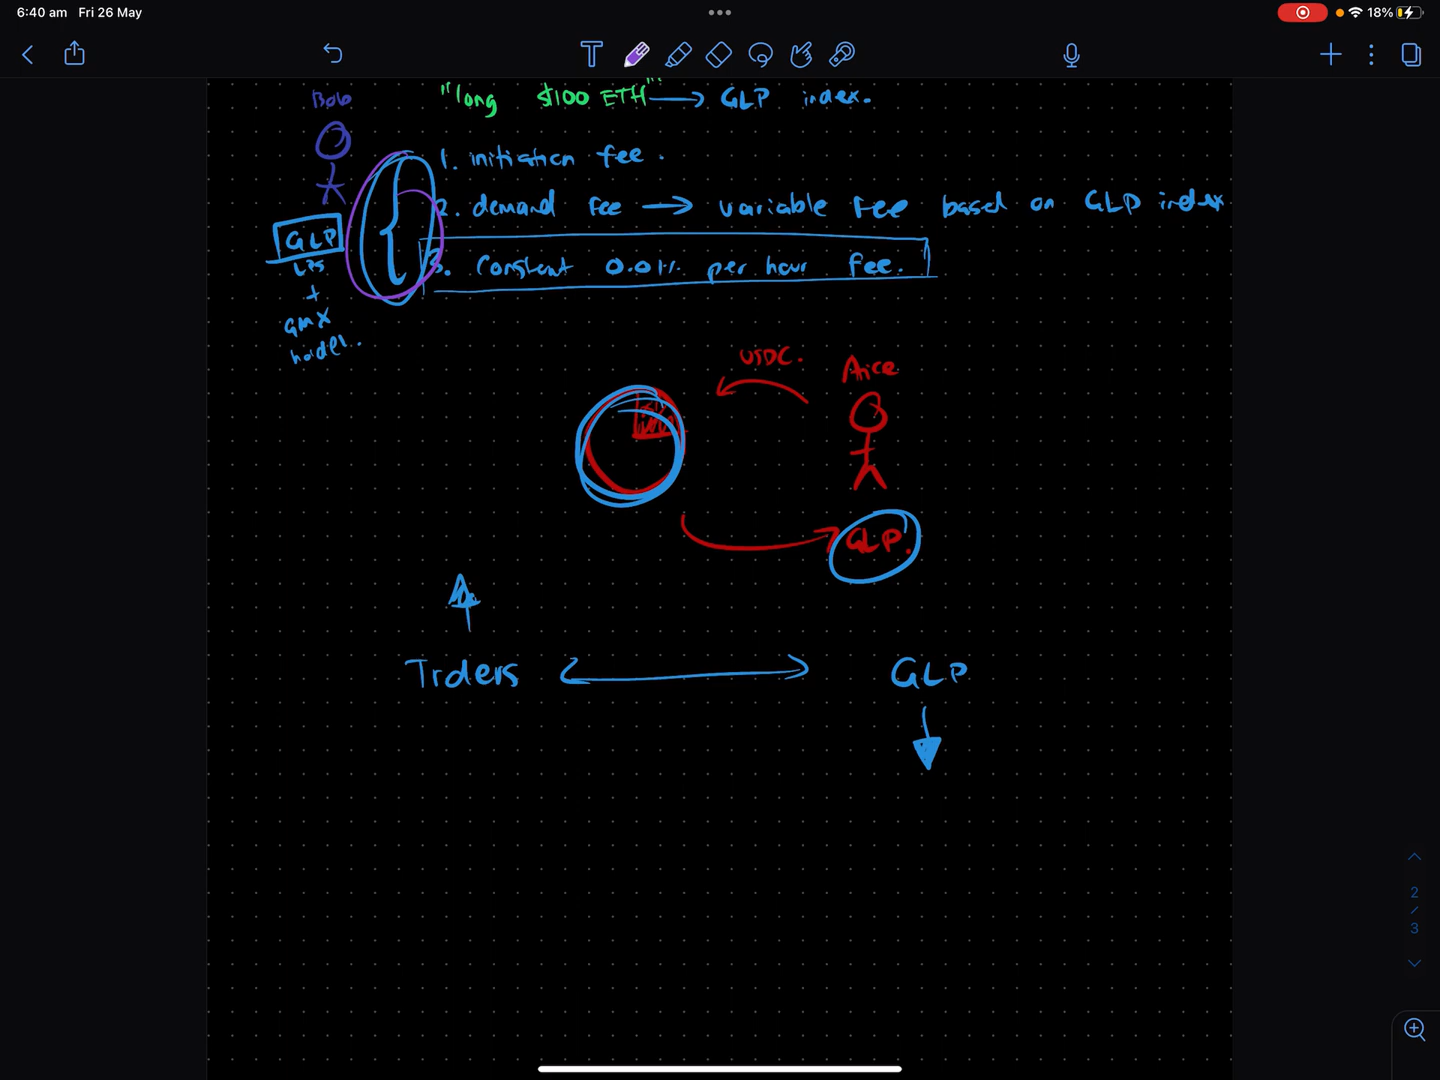 6:40 am Fri 26 May
18%
Bob
"long $100 ETH" → GLP index.
1. initiation fee.
2. demand fee → variable fee based on GLP index
GLP
3. Constant 0.01% per hour fee.
LPs
+
GMX
holder.
USDC.
Alice
GLP.
Trders
GLP
2
/
3